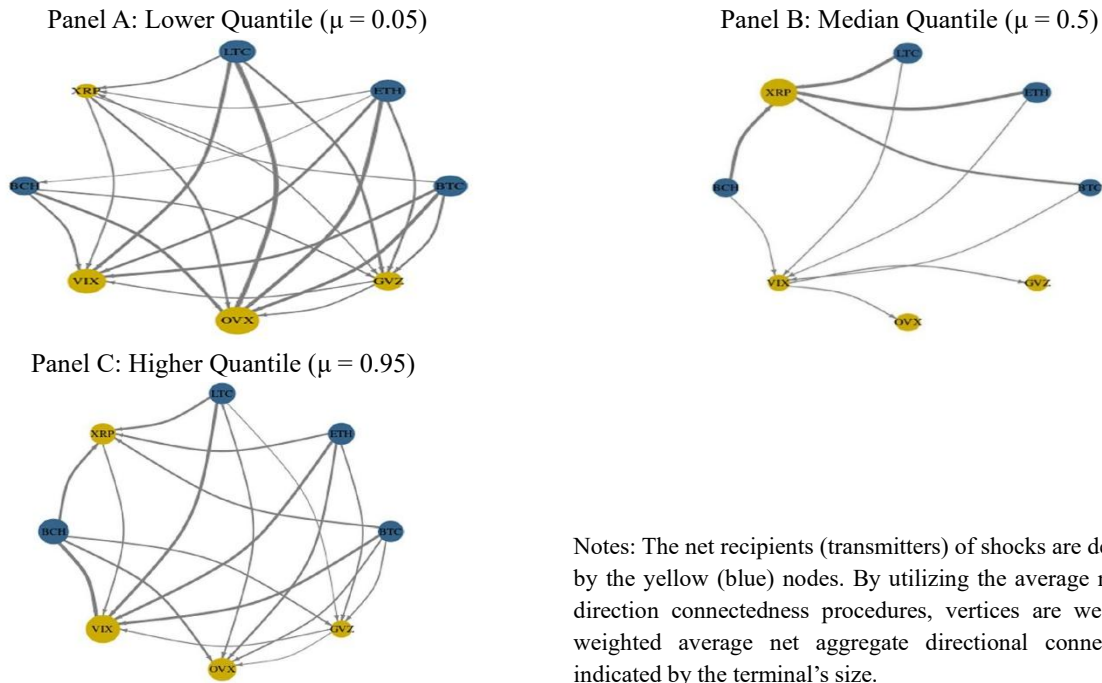 Panel A: Lower Quantile (μ = 0.05)
LTC
XRP
ETH
BCH
BTC
VIX
GVZ
OVX
Panel B: Median Quantile (μ = 0.5)
LTC
XRP
ETH
BCH
BTC
VIX
GVZ
OVX
Panel C: Higher Quantile (μ = 0.95)
LTC
XRP
ETH
BCH
BTC
VIX
GVZ
OVX
Notes: The net recipients (transmitters) of shocks are
by the yellow (blue) nodes. By utilizing the average
direction connectedness procedures, vertices are
weighted average net aggregate directional
indicated by the terminal's size.